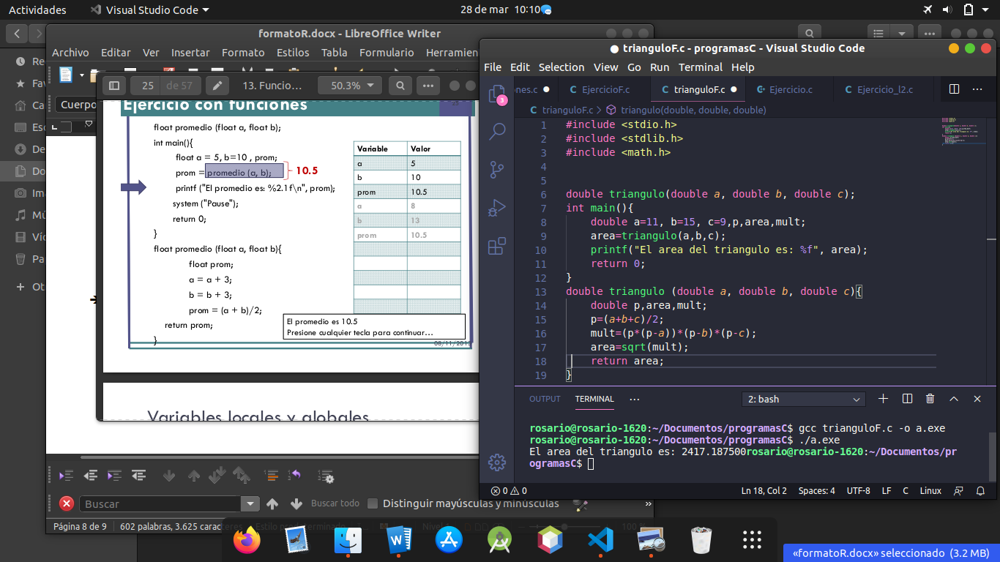 Actividades
Visual Studio Code
28 de mar 10:10
formatoR.docx - LibreOffice Writer
Archivo Editar Ver Insertar Formato Estilos Tabla Formulario Herramien
25 de 57
13. Funcio...
50.3%
Cuerpo
Re
Fav
Ca
Esc
De
Do
Imá
Mú
Víd
Pa
Ot
Ejercicio con funciones
25
float promedio (float a, float b);
int main(){
float a = 5, b=10 , prom;
prom = promedio (a, b);
10.5
printf ("El promedio es: %2.1f\n", prom);
system ("Pause");
return 0;
}
float promedio (float a, float b){
float prom;
a = a + 3;
b = b + 3;
prom = (a + b)/2;
return prom;
}
Variable Valor
a 5
b 10
prom 10.5
a 8
b 13
prom 10.5
El promedio es 10.5
Presione cualquier tecla para continuar...
Variables locales y globales
Buscar
Buscar todo
Distinguir mayúsculas y minúsculas
»
Página 8 de 9
602 palabras, 3.625 caracteres
100 %
● trianguloF.c - programasC - Visual Studio Code
File Edit Selection View Go Run Terminal Help
3
ones.c
EjercicioF.c
trianguloF.c
Ejercicio.c
Ejercicio_l2.c
trianguloF.c > triangulo(double, double, double)
1 #include <stdio.h>
2 #include <stdlib.h>
3 #include <math.h>
4
5
6 double triangulo(double a, double b, double c);
7 int main(){
8 double a=11, b=15, c=9,p,area,mult;
9 area=triangulo(a,b,c);
10 printf("El area del triangulo es: %f", area);
11 return 0;
12 }
13 double triangulo (double a, double b, double c){
14 double p,area,mult;
15 p=(a+b+c)/2;
16 mult=(p*(p-a))*(p-b)*(p-c);
17 area=sqrt(mult);
18 return area;
19 }
OUTPUT TERMINAL ...
2: bash
rosario@rosario-1620:~/Documentos/programasC$ gcc trianguloF.c -o a.exe
rosario@rosario-1620:~/Documentos/programasC$ ./a.exe
El area del triangulo es: 2417.187500rosario@rosario-1620:~/Documentos/pr
ogramasC$
0 0
Ln 18, Col 2 Spaces: 4 UTF-8 LF C Linux
«formatoR.docx» seleccionado (3.2 MB)